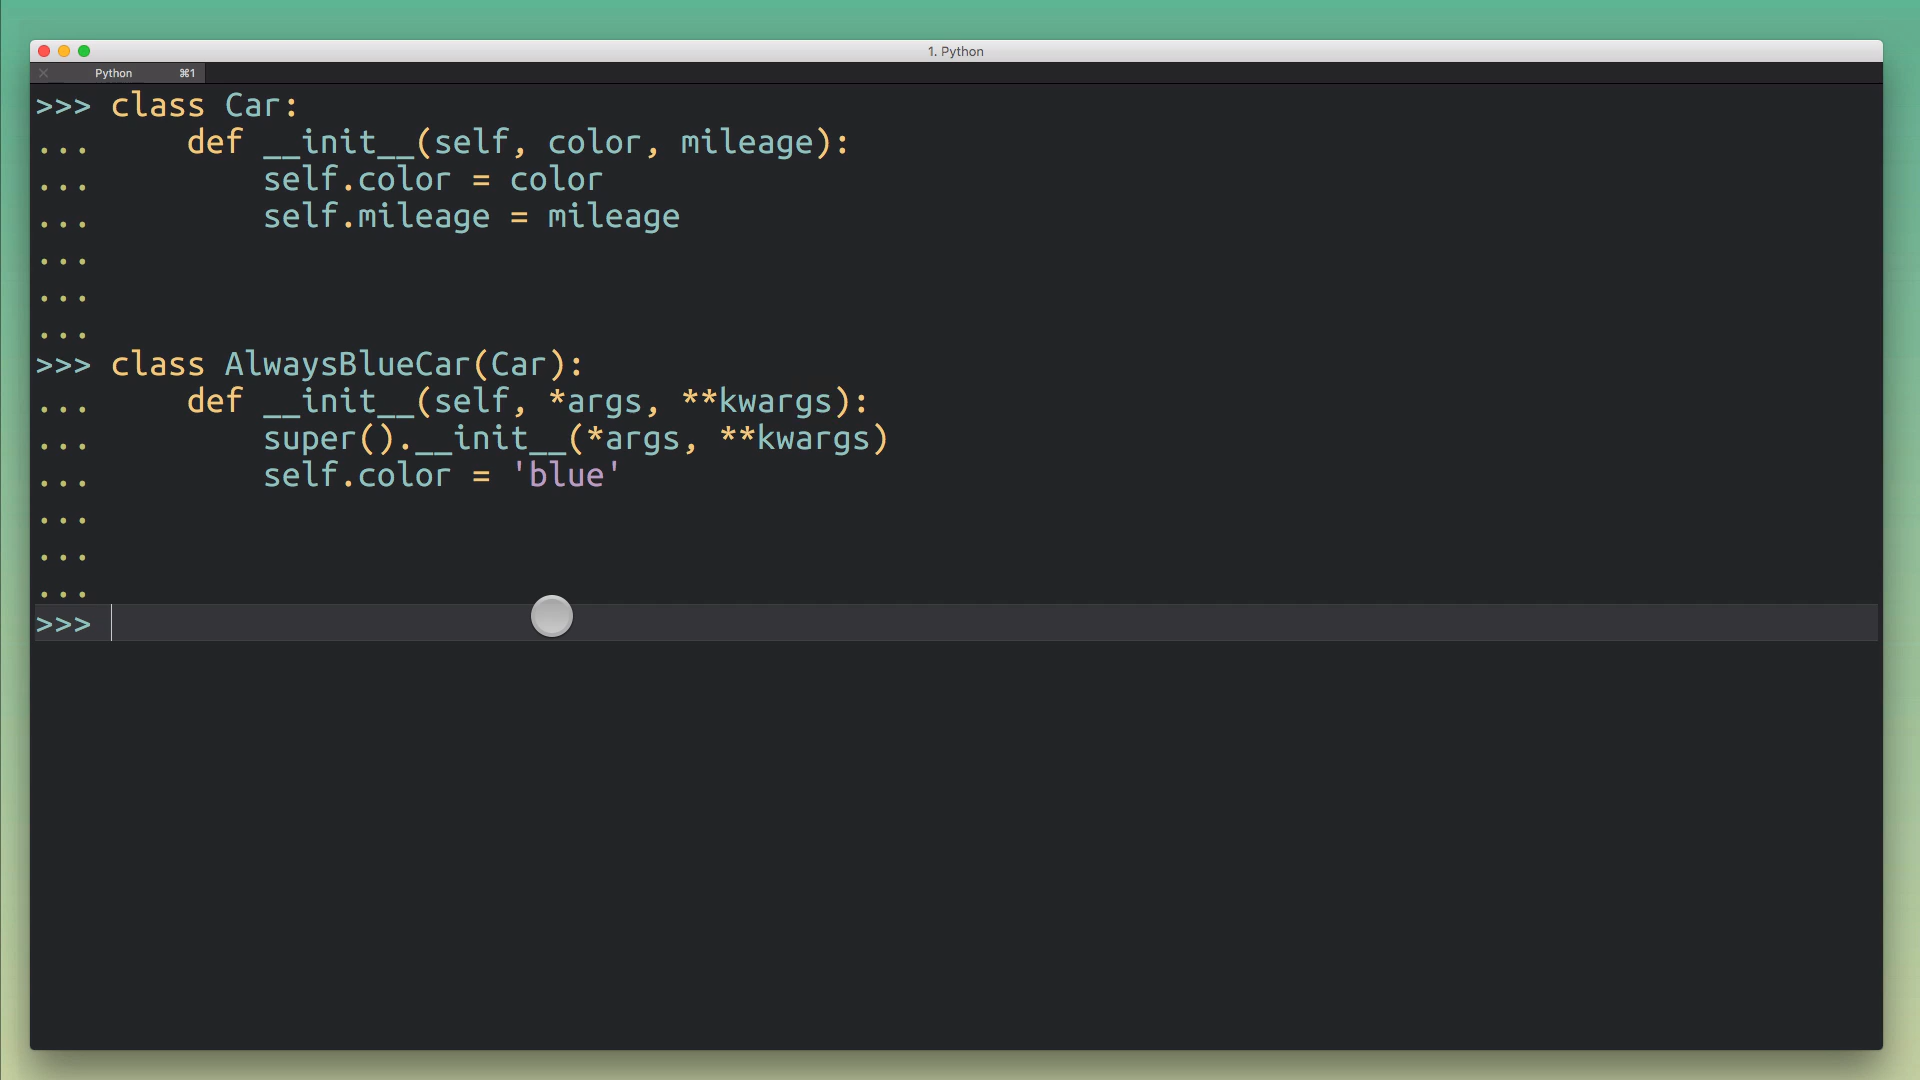 1. Python
Python ⌘1
>>> class Car:
...     def __init__(self, color, mileage):
...         self.color = color
...         self.mileage = mileage
...
...
...
>>> class AlwaysBlueCar(Car):
...     def __init__(self, *args, **kwargs):
...         super().__init__(*args, **kwargs)
...         self.color = 'blue'
...
...
...
>>>